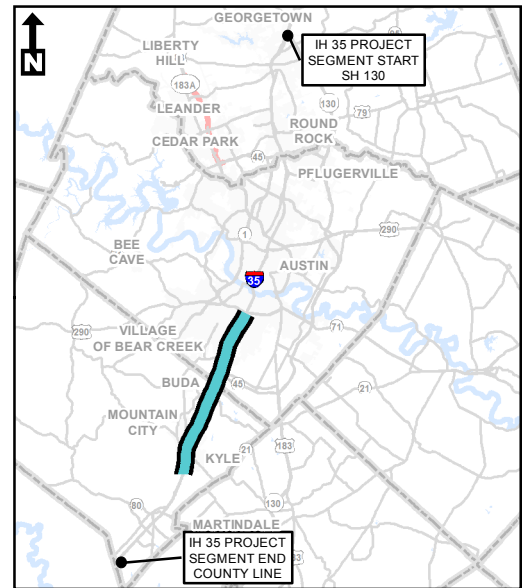 GEORGETOWN
N
IH 35 PROJECT
SEGMENT START
SH 130
LIBERTY
HILL
183A
LEANDER
130
79
ROUND
ROCK
CEDAR PARK
45
PFLUGERVILLE
1
290
BEE
CAVE
AUSTIN
35
71
290
VILLAGE
OF BEAR CREEK
BUDA
45
21
MOUNTAIN
CITY
KYLE
21
183
80
130
MARTINDALE
IH 35 PROJECT
SEGMENT END
COUNTY LINE